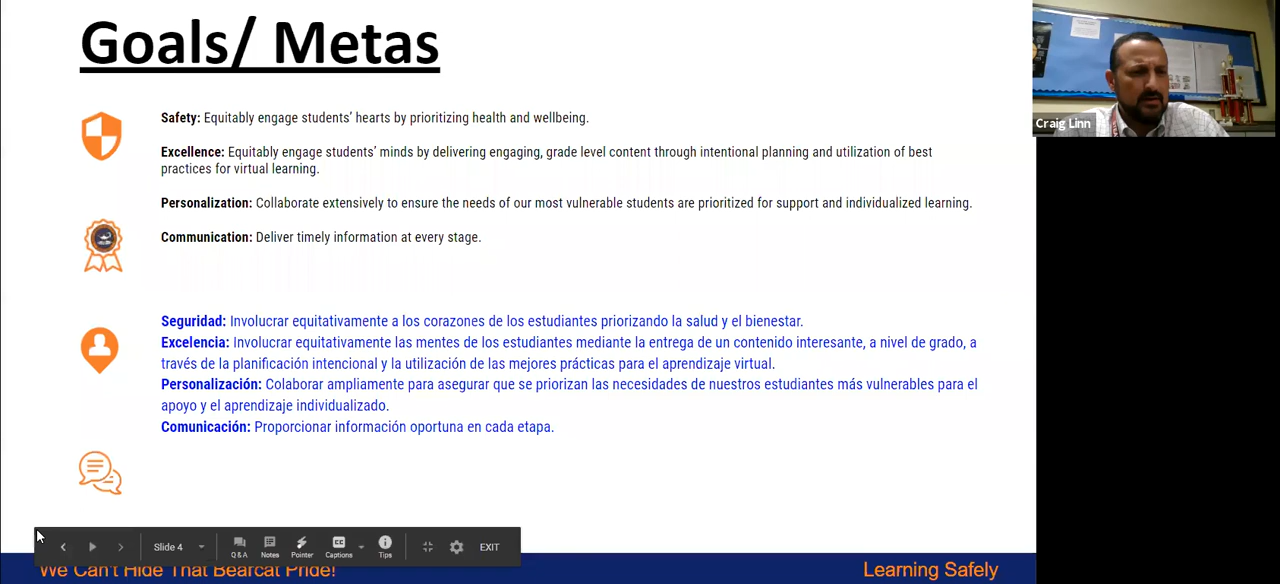 Goals/ Metas
Safety: Equitably engage students' hearts by prioritizing health and wellbeing.
Excellence: Equitably engage students' minds by delivering engaging, grade level content through intentional planning and utilization of best
practices for virtual learning.
Personalization: Collaborate extensively to ensure the needs of our most vulnerable students are prioritized for support and individualized learning.
Communication: Deliver timely information at every stage.
Seguridad: Involucrar equitativamente a los corazones de los estudiantes priorizando la salud y el bienestar.
Excelencia: Involucrar equitativamente las mentes de los estudiantes mediante la entrega de un contenido interesante, a nivel de grado, a
través de la planificación intencional y la utilización de las mejores prácticas para el aprendizaje virtual.
Personalización: Colaborar ampliamente para asegurar que se priorizan las necesidades de nuestros estudiantes más vulnerables para el
apoyo y el aprendizaje individualizado.
Comunicación: Proporcionar información oportuna en cada etapa.
Slide 4
Q & A
Notes
Pointer
CC
Captions
Tips
EXIT
We Can't Hide That Bearcat Pride!
Learning Safely
Craig Linn